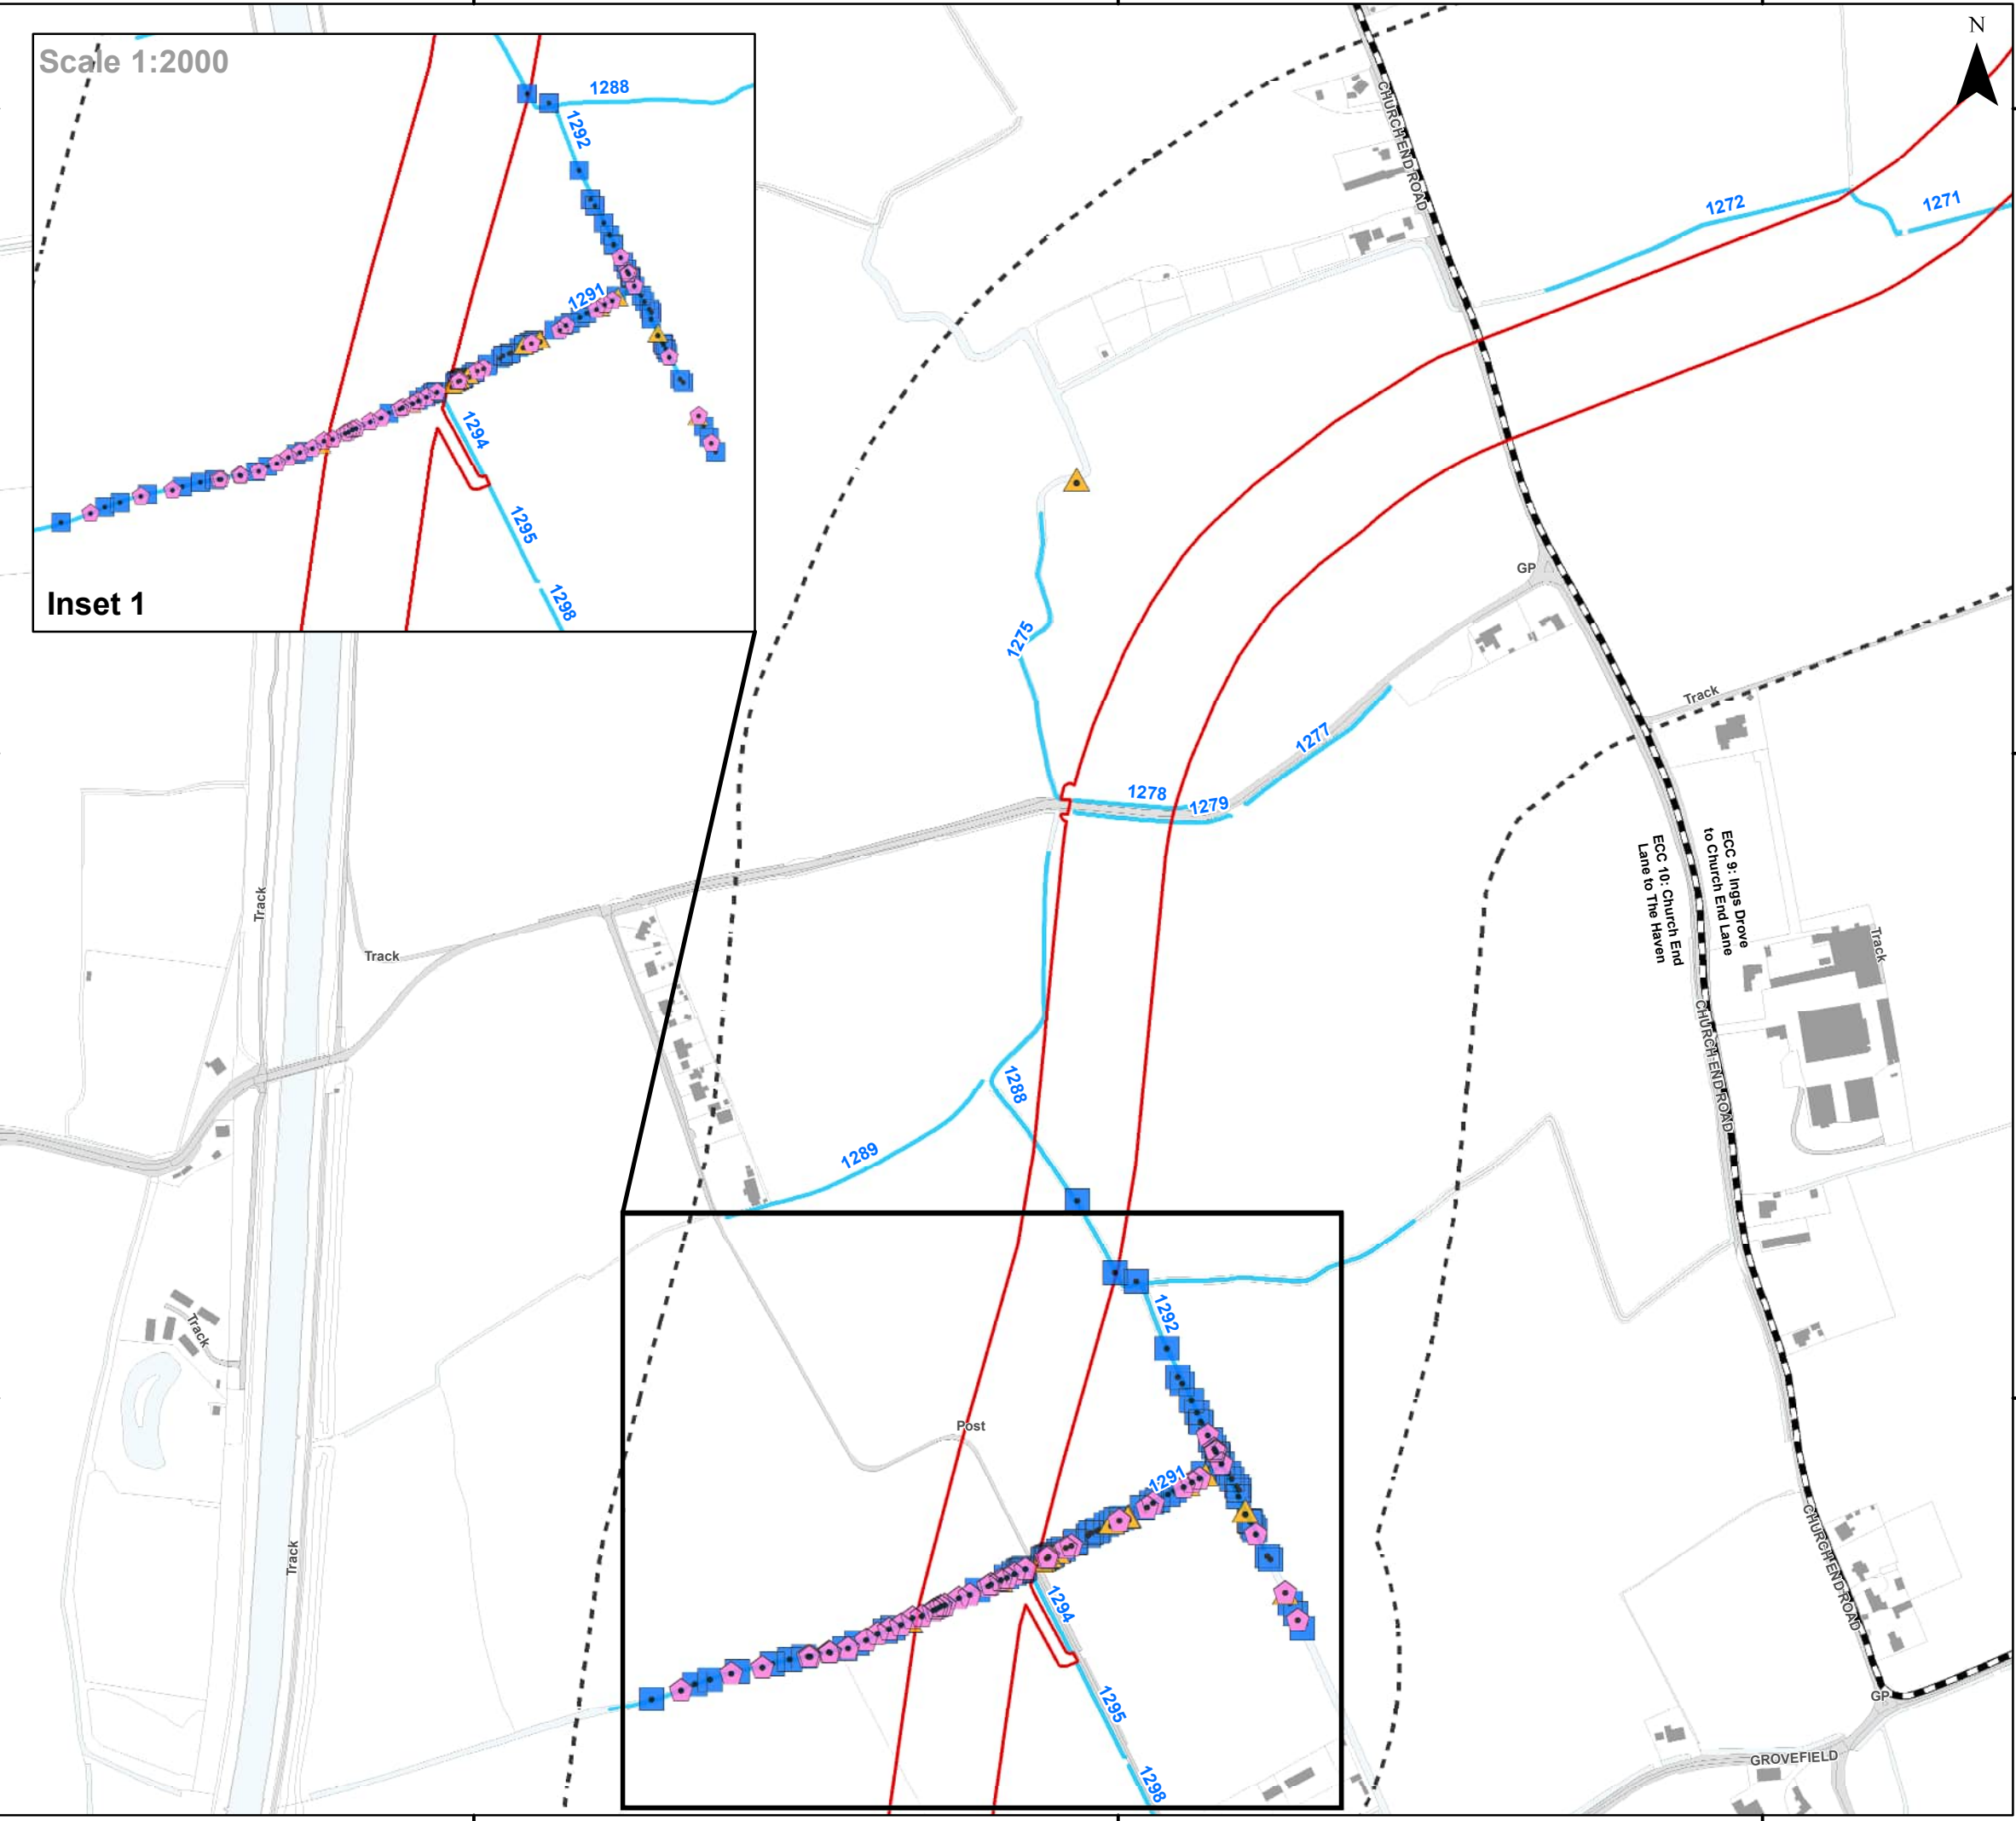 Scale 1:2000
1288
1292
1291
1294
1295
1298
Inset 1
N
CHURCH END ROAD
1272
1271
GP
1275
Track
1277
1278
1279
ECC 9: Ings Drove
to Church End Lane
ECC 10: Church End
Lane to The Haven
Track
Track
Track
CHURCH END ROAD
1288
1289
1292
Track
Post
1291
Track
1294
CHURCH END ROAD
1295
GP
GROVEFIELD
1298